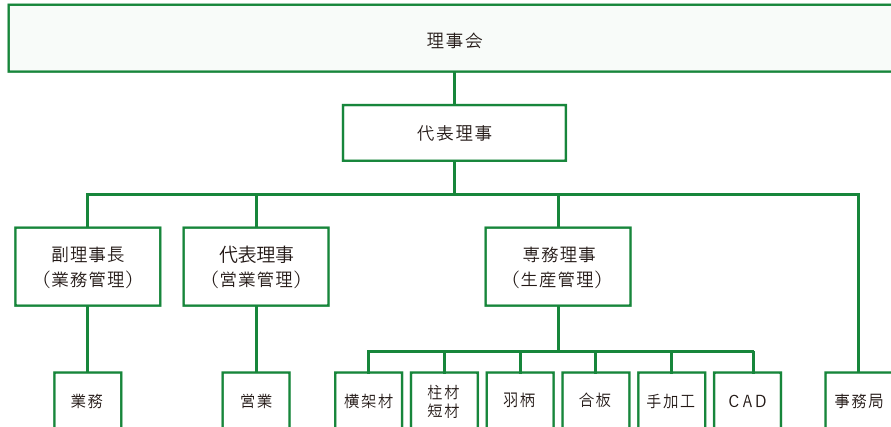 理事会
代表理事
副理事長
（業務管理）
代表理事
（営業管理）
専務理事
（生産管理）
業務
営業
横架材
柱材
短材
羽柄
合板
手加工
CAD
事務局